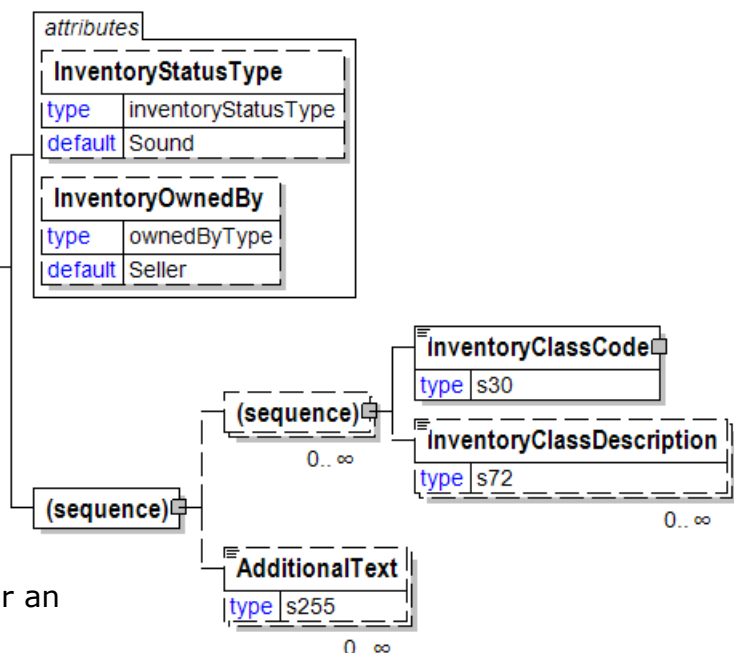 attributes
InventoryStatusType
type inventoryStatusType
default Sound
InventoryOwnedBy
type ownedByType
default Seller
InventoryClassCode
type s30
(sequence)
0.. ∞
InventoryClassDescription
type s72
0.. ∞
(sequence)
AdditionalText
type s255
0.. ∞
r an